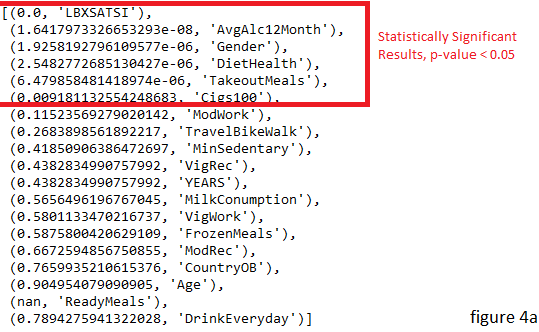 [(0.0, 'LBXSATSI'),
(1.6417973326653293e-08, 'AvgAlc12Month'),
(1.9258192796109577e-06, 'Gender'),
(2.5482772685130427e-06, 'DietHealth'),
(6.479858481418974e-06, 'TakeoutMeals'),
(0.009181132554248683, 'Cigs100'),
(0.11523569279020142, 'ModWork'),
(0.2683898561892217, 'TravelBikeWalk'),
(0.41850906386472697, 'MinSedentary'),
(0.4382834990757992, 'VigRec'),
(0.4382834990757992, 'YEARS'),
(0.5656496196767045, 'MilkConumption'),
(0.5801133470216737, 'VigWork'),
(0.5875800420629109, 'FrozenMeals'),
(0.6672594856750855, 'ModRec'),
(0.7659935210615376, 'CountryOB'),
(0.904954079090905, 'Age'),
(nan, 'ReadyMeals'),
(0.7894275941322028, 'DrinkEveryday')]
Statistically Significant
Results, p-value < 0.05
figure 4a